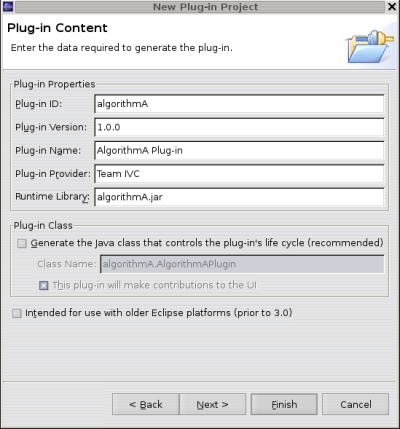 New Plug-in Project
Plug-in Content
Enter the data required to generate the plug-in.
Plug-in Properties
Plug-in ID: algorithmA
Plug-in Version: 1.0.0
Plug-in Name: AlgorithmA Plug-in
Plug-in Provider: Team IVC
Runtime Library: algorithmA.jar
Plug-in Class
Generate the Java class that controls the plug-in's life cycle (recommended)
Class Name: algorithmA.AlgorithmAPlugin
This plug-in will make contributions to the UI
Intended for use with older Eclipse platforms (prior to 3.0)
< Back Next > Finish Cancel